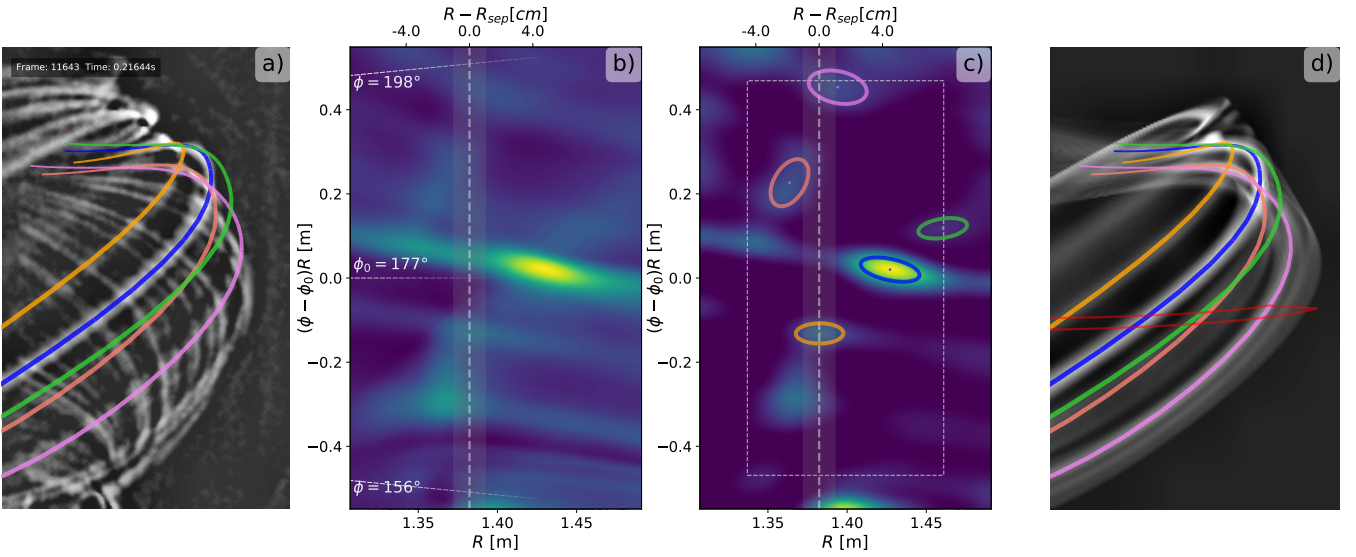 a)
Frame: 11643 Time: 0.21644s
R − R_sep[cm]
-4.0 0.0 4.0
b)
ϕ = 198°
ϕ₀ = 177°
ϕ = 156°
(ϕ − ϕ₀)R [m]
0.4
0.2
0.0
−0.2
−0.4
1.35 1.40 1.45
R [m]
R − R_sep[cm]
-4.0 0.0 4.0
c)
(ϕ − ϕ₀)R [m]
0.4
0.2
0.0
−0.2
−0.4
1.35 1.40 1.45
R [m]
d)